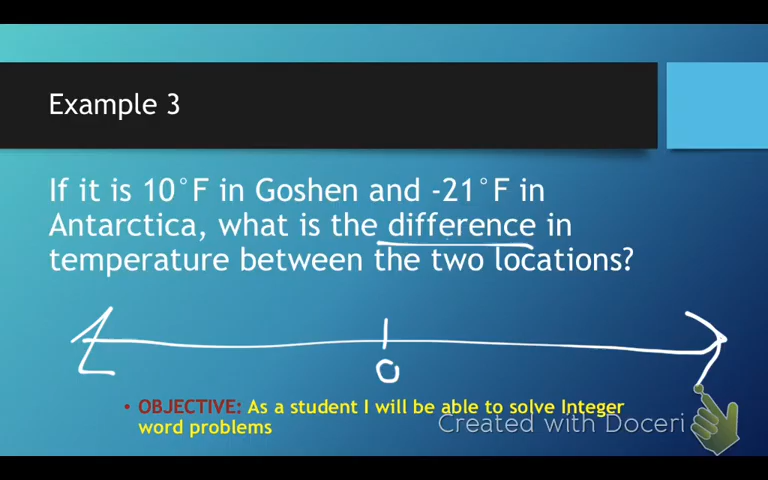 Example 3
If it is 10°F in Goshen and -21°F in
Antarctica, what is the difference in
temperature between the two locations?
0
• OBJECTIVE: As a student I will be able to solve Integer
word problems
Created with Doceri